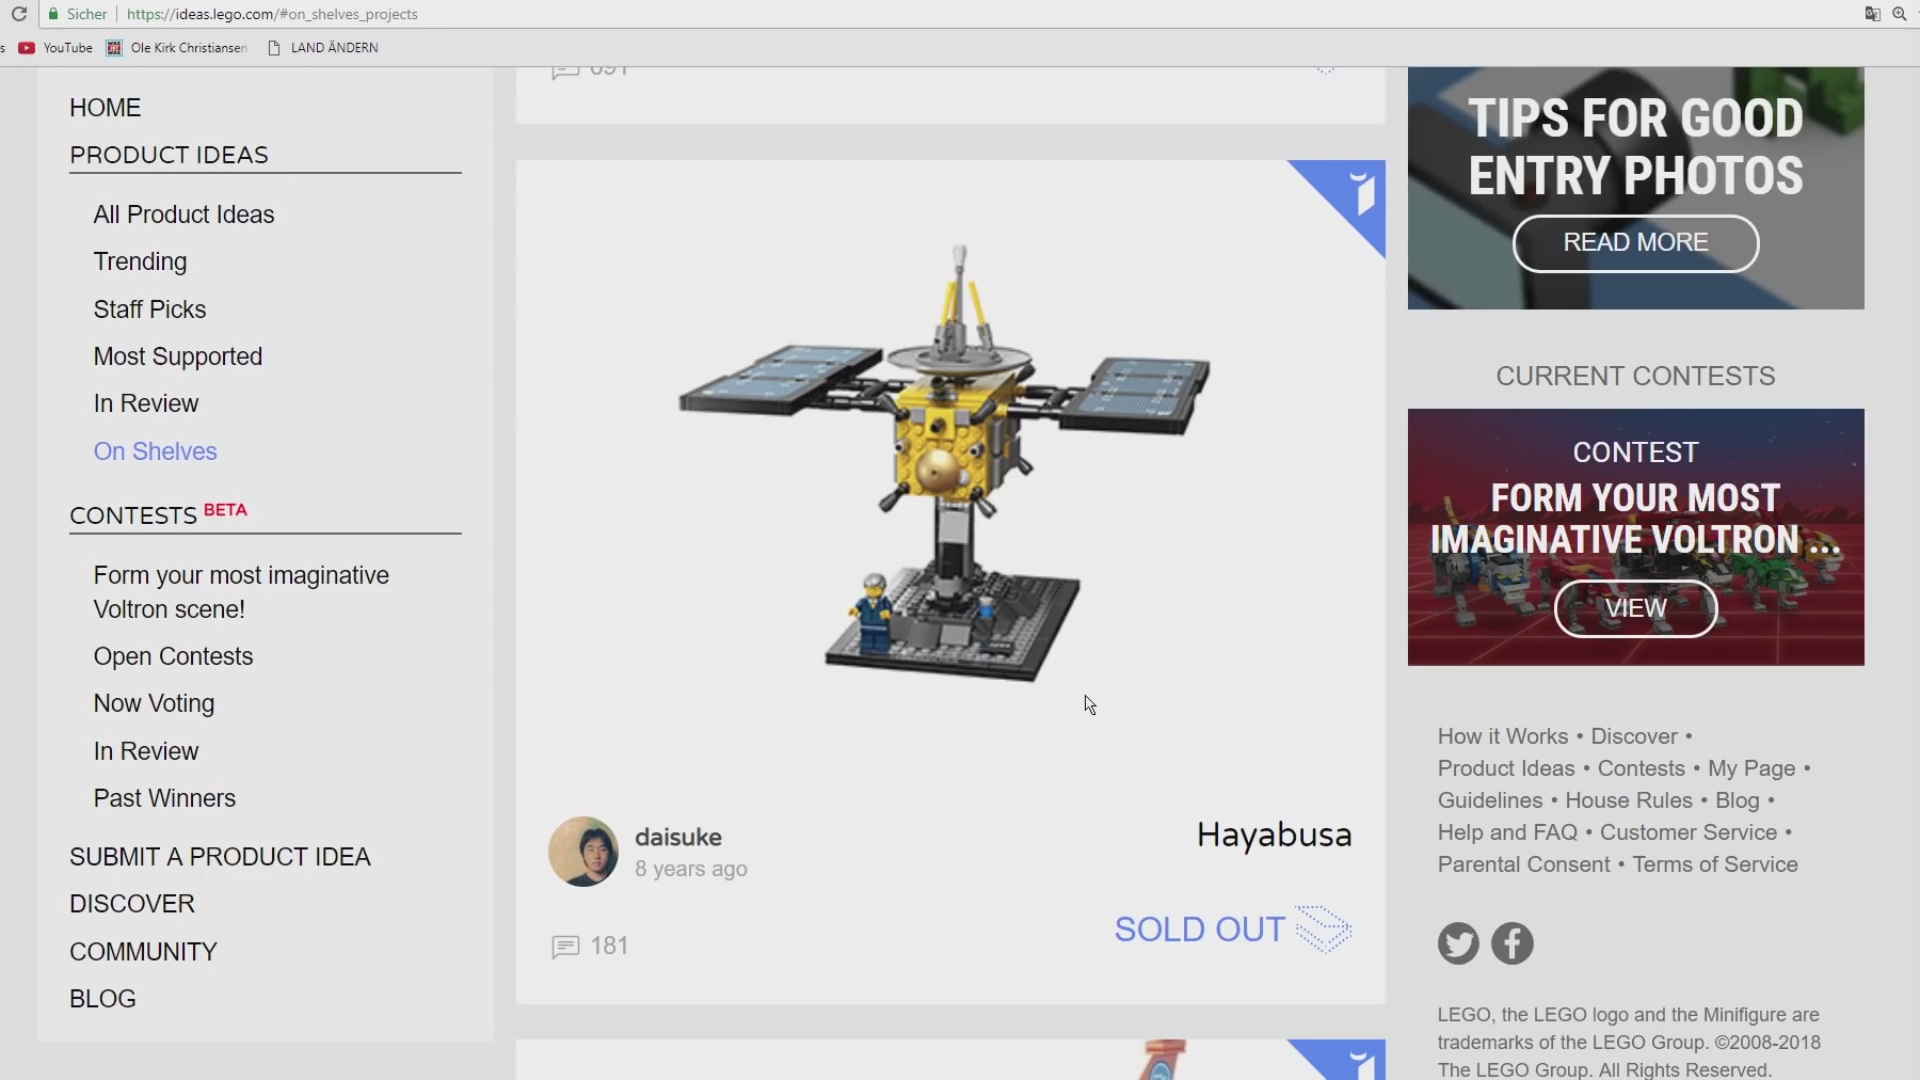 Sicher https://ideas.lego.com/#on_shelves_projects
s YouTube Ole Kirk Christiansen LAND ÄNDERN
HOME
PRODUCT IDEAS
All Product Ideas
Trending
Staff Picks
Most Supported
In Review
On Shelves
CONTESTS BETA
Form your most imaginative
Voltron scene!
Open Contests
Now Voting
In Review
Past Winners
SUBMIT A PRODUCT IDEA
DISCOVER
COMMUNITY
BLOG
691
daisuke
8 years ago
Hayabusa
181
SOLD OUT
TIPS FOR GOOD
ENTRY PHOTOS
READ MORE
CURRENT CONTESTS
CONTEST
FORM YOUR MOST
IMAGINATIVE VOLTRON ...
VIEW
How it Works • Discover •
Product Ideas • Contests • My Page •
Guidelines • House Rules • Blog •
Help and FAQ • Customer Service •
Parental Consent • Terms of Service
LEGO, the LEGO logo and the Minifigure are
trademarks of the LEGO Group. ©2008-2018
The LEGO Group. All Rights Reserved.